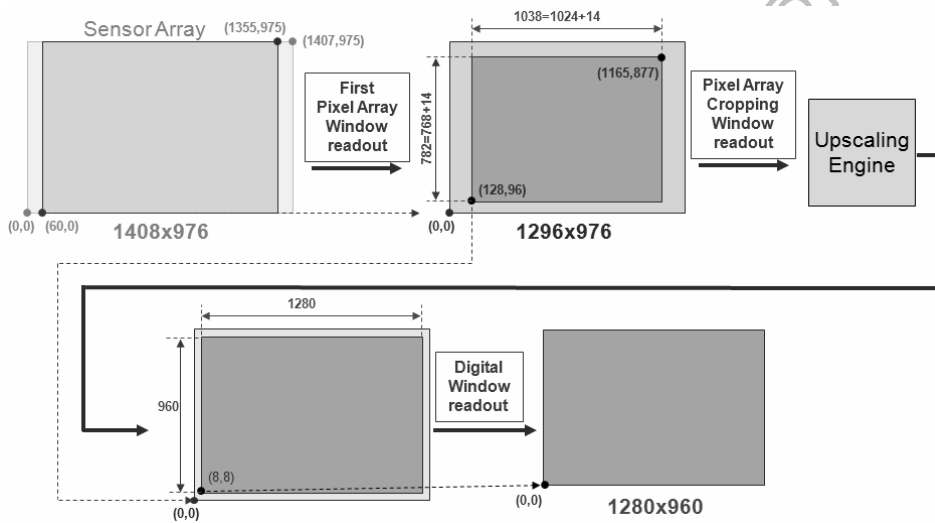 Sensor Array
(1355,975)
(1407,975)
(0,0)
(60,0)
1408x976
First
Pixel Array
Window
readout
1038=1024+14
782=768+14
(1165,877)
(128,96)
(0,0)
1296x976
Pixel Array
Cropping
Window
readout
Upscaling
Engine
1280
960
(8,8)
(0,0)
Digital
Window
readout
(0,0)
1280x960